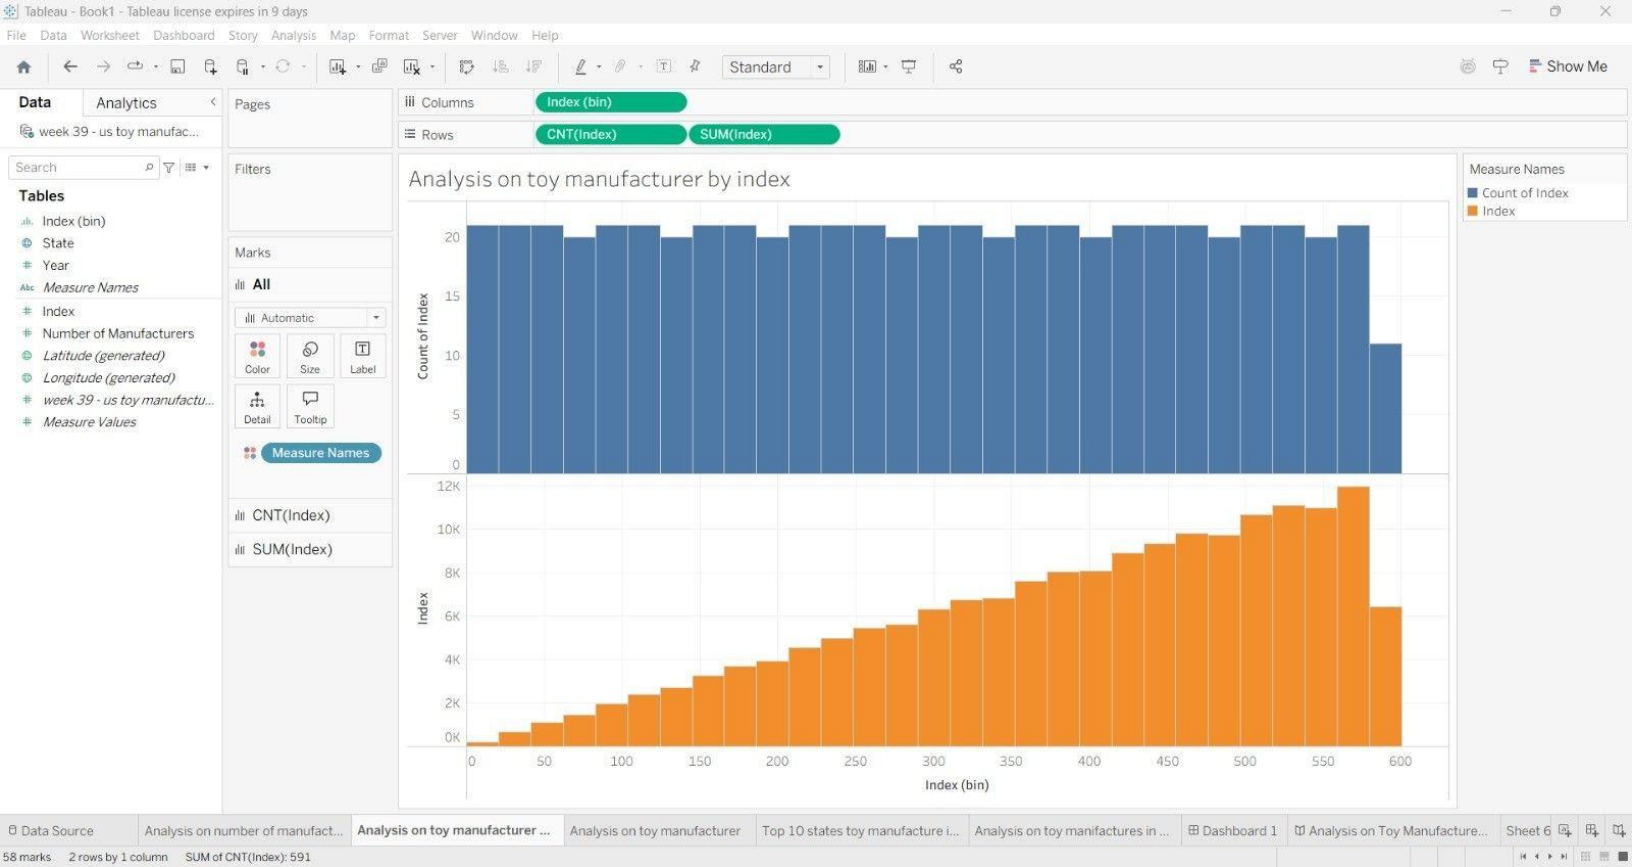 Tableau - Book1 - Tableau license expires in 9 days
File Data Worksheet Dashboard Story Analysis Map Format Server Window Help
Standard
Show Me
Data
Analytics
week 39 - us toy manufac...
Search
Tables
Index (bin)
State
Year
Abc Measure Names
Index
Number of Manufacturers
Latitude (generated)
Longitude (generated)
week 39 - us toy manufactu...
Measure Values
Pages
Filters
Marks
All
Automatic
Color Size Label
Detail Tooltip
Measure Names
CNT(Index)
SUM(Index)
Columns Index (bin)
Rows CNT(Index) SUM(Index)
Analysis on toy manufacturer by index
Count of Index
20
15
10
5
0
Index
12K
10K
8K
6K
4K
2K
0K
0 50 100 150 200 250 300 350 400 450 500 550 600
Index (bin)
Measure Names
Count of Index
Index
Data Source Analysis on number of manufact... Analysis on toy manufacturer ... Analysis on toy manufacturer Top 10 states toy manufacture i... Analysis on toy manifactures in ... Dashboard 1 Analysis on Toy Manufacture... Sheet 6
58 marks 2 rows by 1 column SUM of CNT(Index): 591